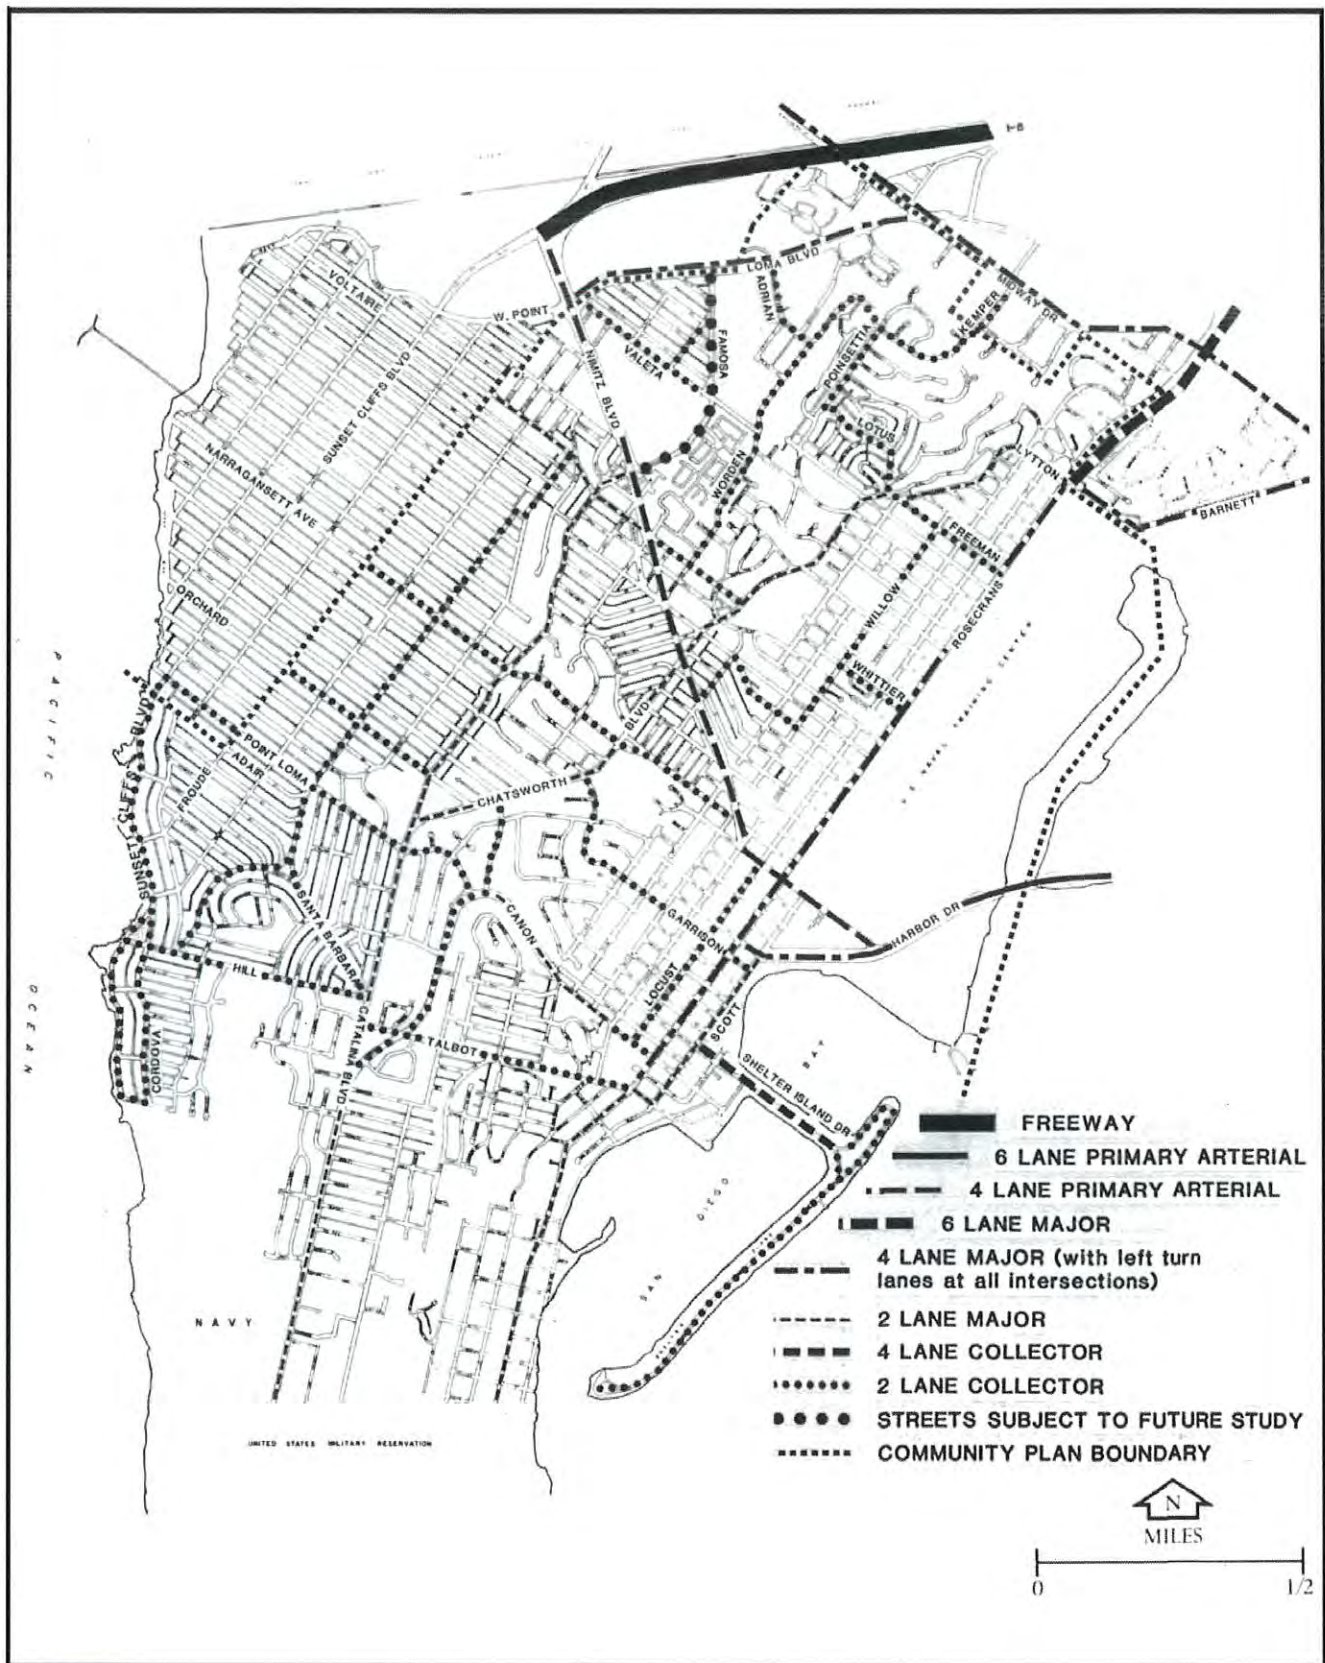 I-8
VOLTAIRE
W. POINT
LOMA BLVD
ADRIAN
MIDWAY DR
KEMPER
SUNSET CLIFFS BLVD
NIMITZ BLVD
VALETA
FAMOSA
POINSETTIA
LOTUS
NARRAGANSETT AVE
WORDEN
LYTTON
BARNETT
FREEMAN
ORCHARD
WILLOW
ROSECRANS
WHITTIER
U.S. NAVAL TRAINING CENTER
PACIFIC
OCEAN
SUNSET CLIFFS BLVD
POINT LOMA
ADAIR
FROUDE
CHATSWORTH
BLVD
SANTA BARBARA
CANON
GARRISON
HARBOR DR
HILL
LOCUST
CATALINA BLVD
SCOTT
TALBOT
CORDOVA
SHELTER ISLAND DR
SAN DIEGO BAY
NAVY
UNITED STATES MILITARY RESERVATION
FREEWAY
6 LANE PRIMARY ARTERIAL
4 LANE PRIMARY ARTERIAL
6 LANE MAJOR
4 LANE MAJOR (with left turn
lanes at all intersections)
2 LANE MAJOR
4 LANE COLLECTOR
2 LANE COLLECTOR
STREETS SUBJECT TO FUTURE STUDY
COMMUNITY PLAN BOUNDARY
N
MILES
0 1/2